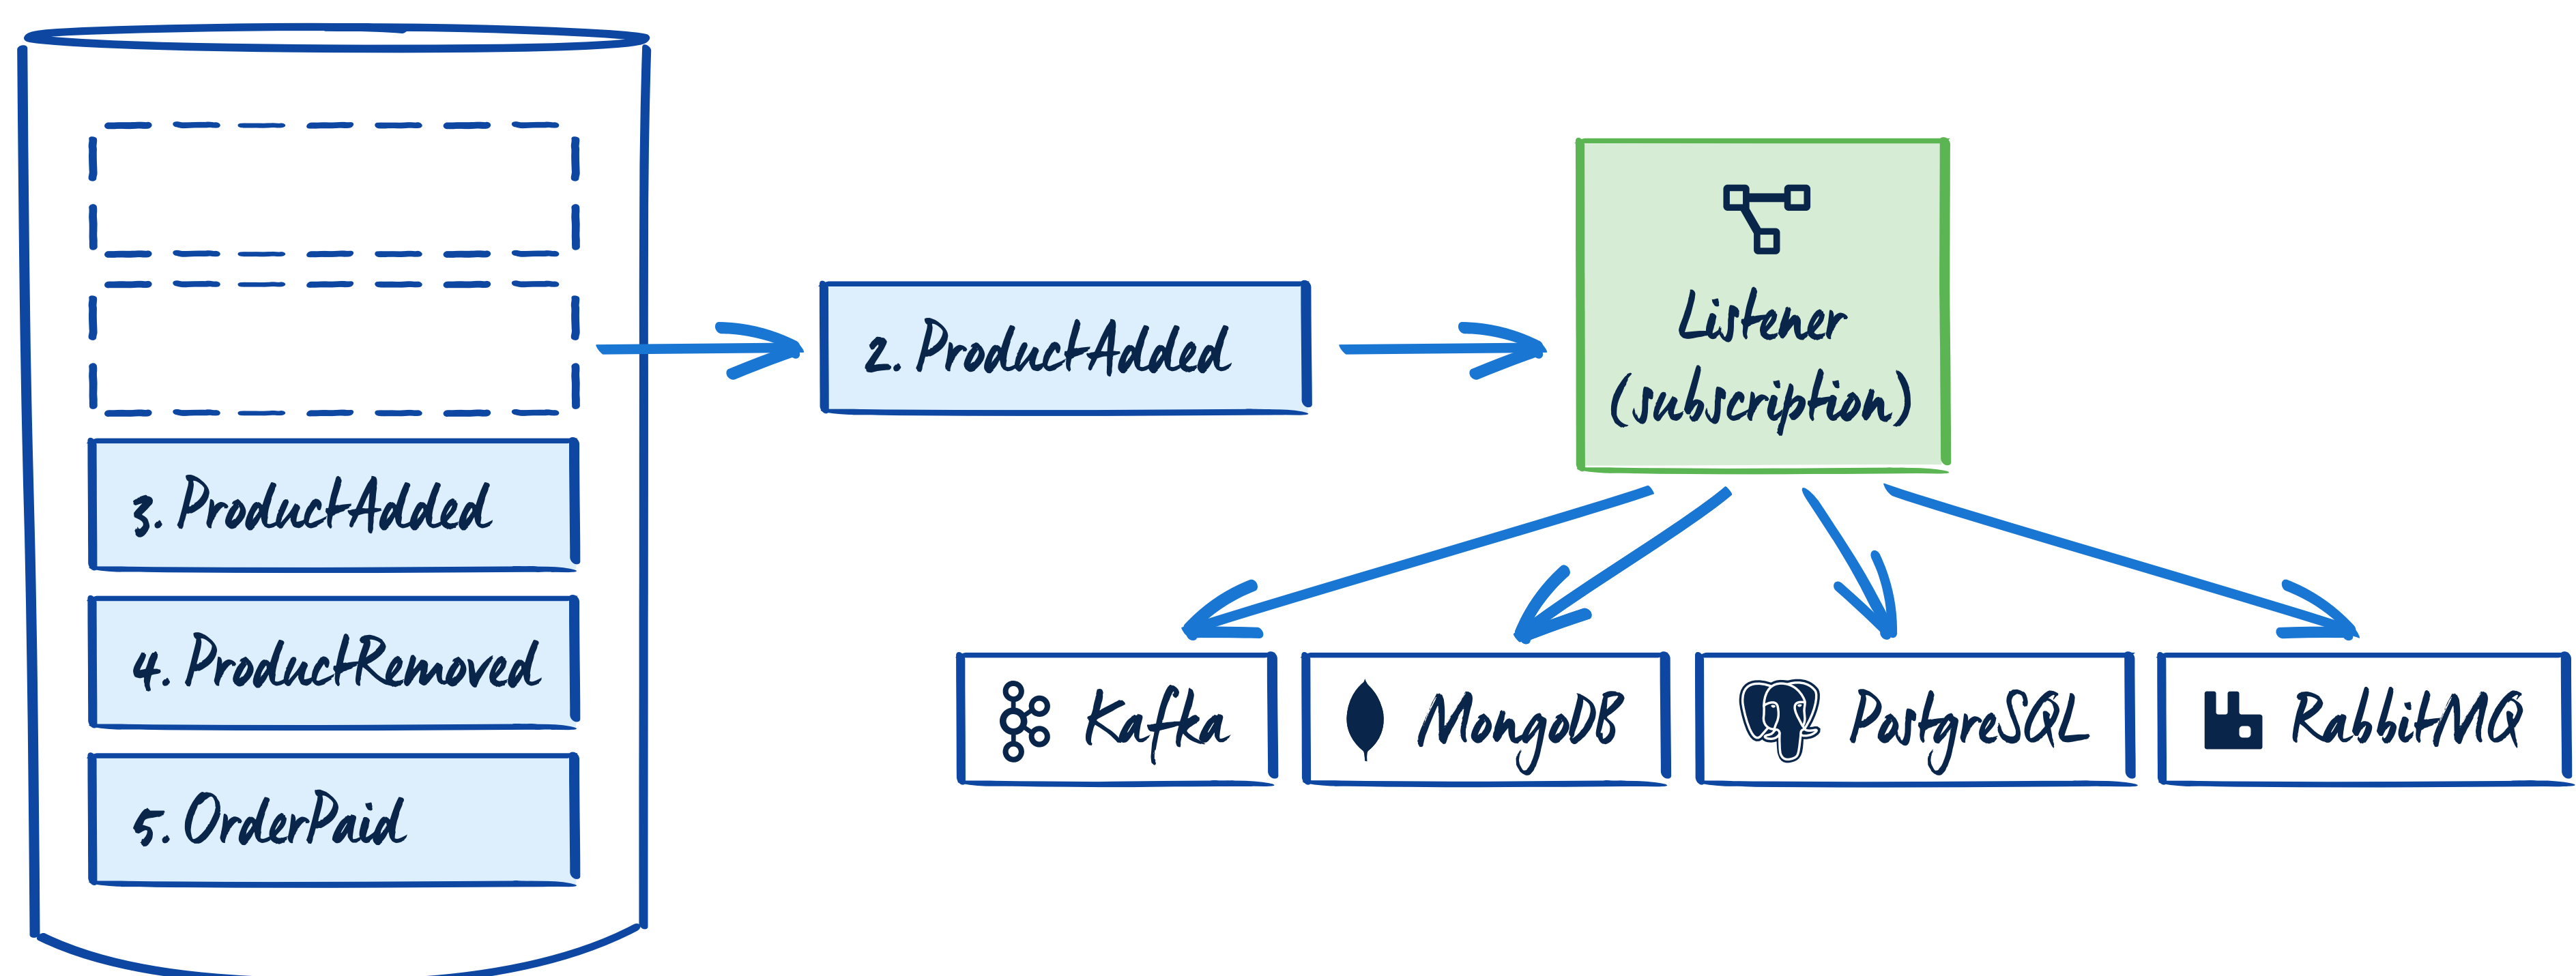 2. ProductAdded
3. ProductAdded
4. ProductRemoved
5. OrderPaid
Listener
(subscription)
Kafka
MongoDB
PostgreSQL
RabbitMQ